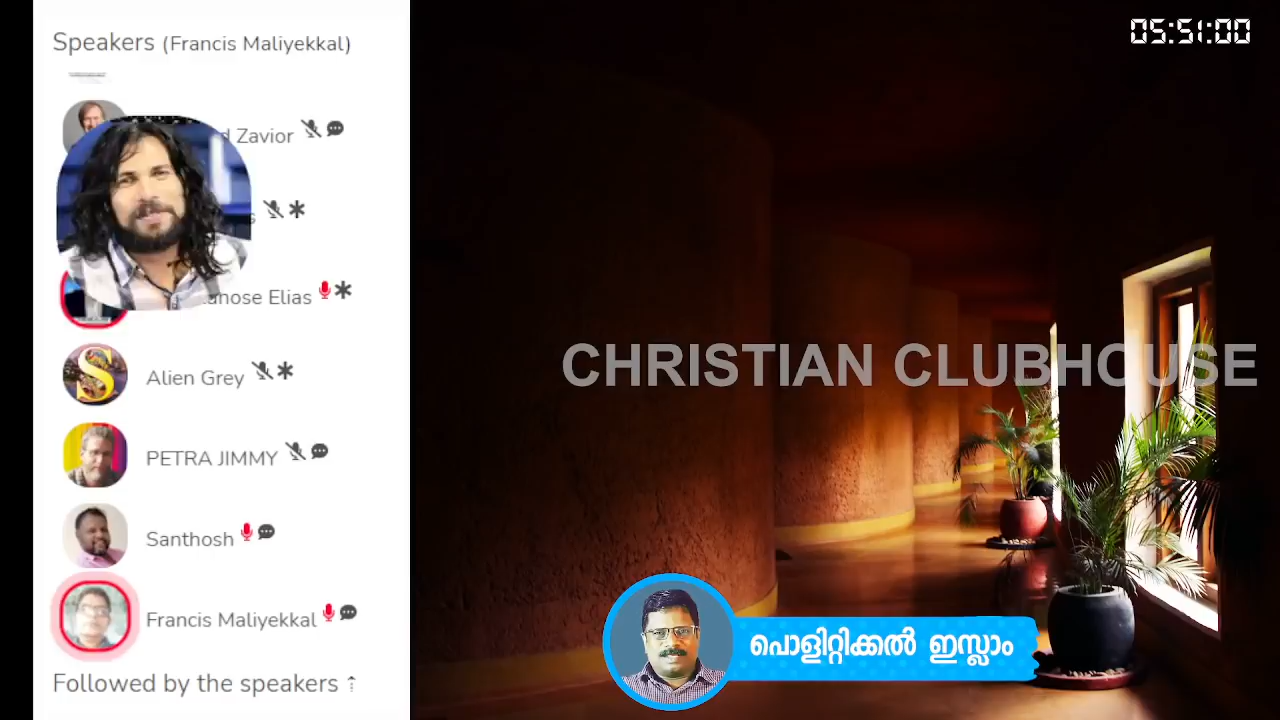 Speakers (Francis Maliyekkal)
05:51:00
d Zavior
s
anose Elias
CHRISTIAN CLUBHOUSE
Alien Grey
PETRA JIMMY
Santhosh
Francis Maliyekkal
പൊളിറ്റിക്കൽ ഇസ്ലാം
Followed by the speakers